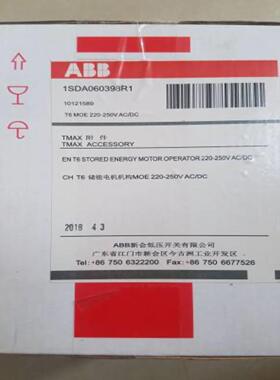 ABB
1SDA060398R1
10121589
T6 MOE 220-250V AC/DC
TMAX 附 件
TMAX ACCESSORY
EN T6 STORED ENERGY MOTOR OPERATOR 220-250V AC/DC
CH T6 储能电机机构MOE 220-250V AC/DC
2018 4 3
ABB新会低压开关有限公司
广东省江门市新会区今古洲工业开发区
Tel:+86 750 6322200 Fax:+86 750 6677526